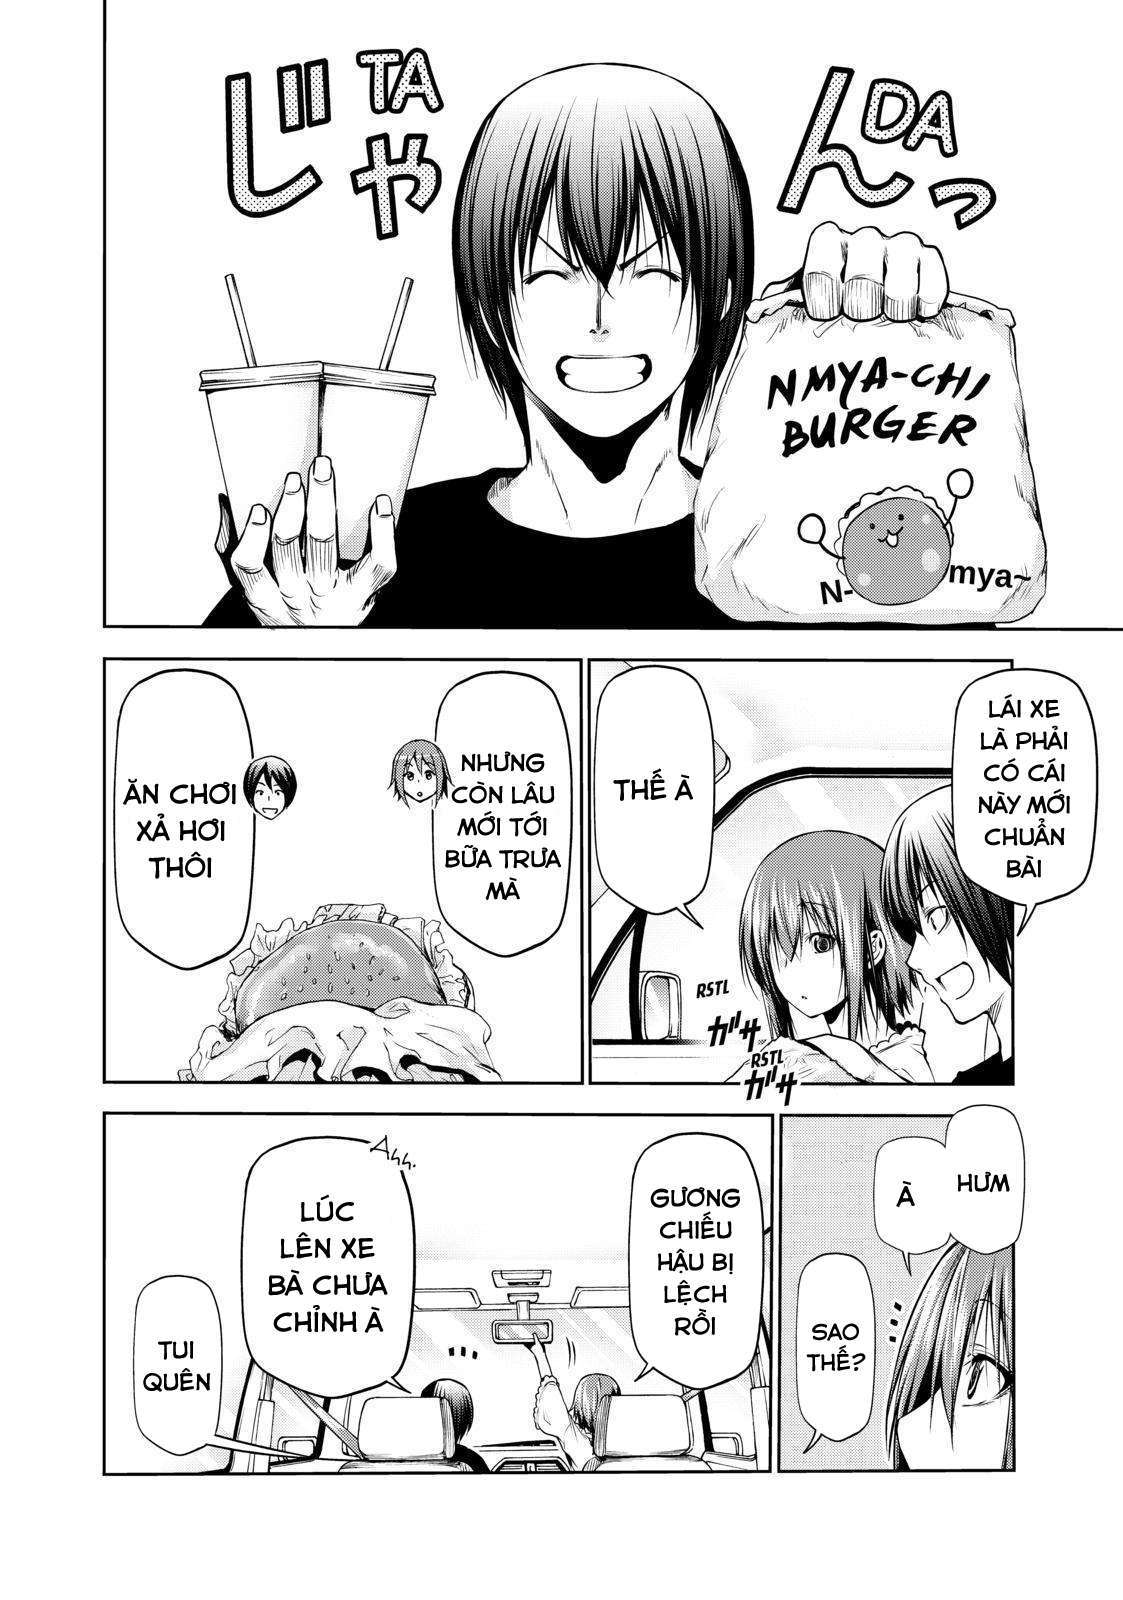 じゃんっ
TA
DA
NMYA-CHI
BURGER
N-
mya~
LÁI XE
LÀ PHẢI
CÓ CÁI
NÀY MỚI
CHUẨN
BÀI
THẾ À
RSTL
ガサ
RSTL
ガサ
NHƯNG
CÒN LÂU
MỚI TỚI
BỮA TRƯA
MÀ
ĂN CHƠI
XẢ HƠI
THÔI
HƯM
À
SAO
THẾ?
GƯƠNG
CHIẾU
HẬU BỊ
LỆCH
RỒI
Ahh.
LÚC
LÊN XE
BÀ CHƯA
CHỈNH À
TUI
QUÊN